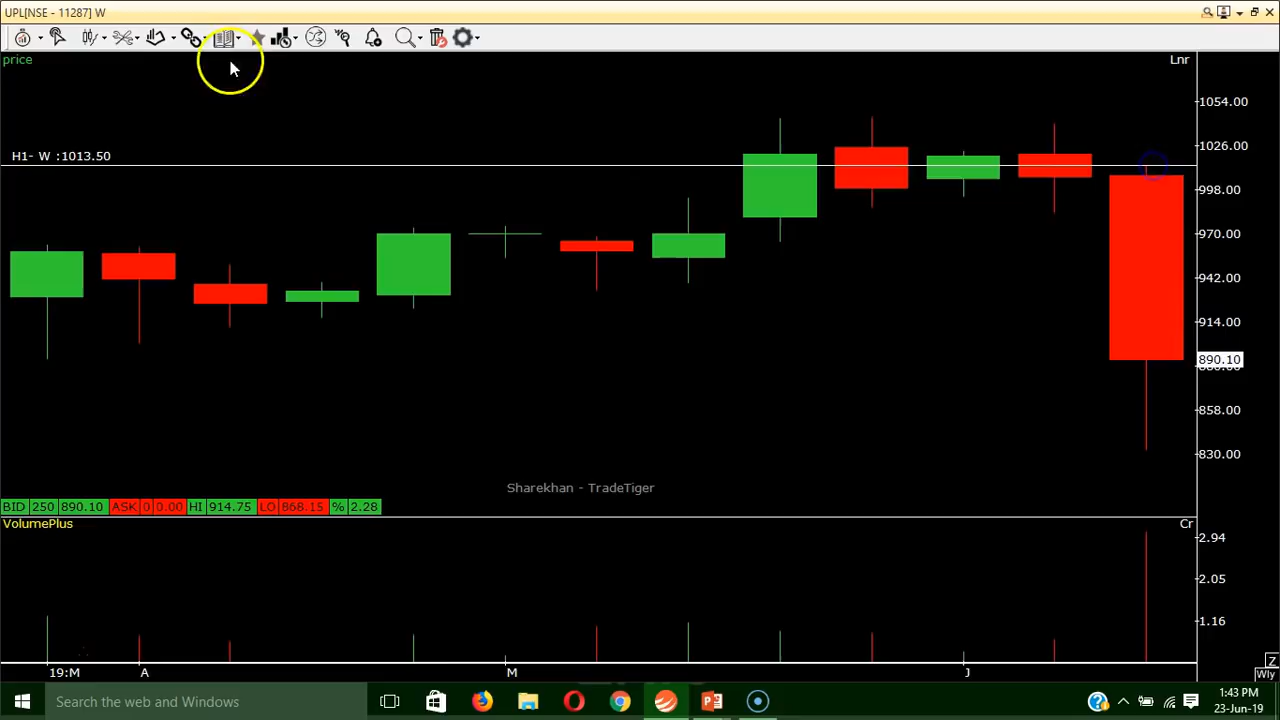 UPL[NSE - 11287] W
price
Lnr
1054.00
H1- W :1013.50
1026.00
998.00
970.00
942.00
914.00
890.10
858.00
830.00
Sharekhan - TradeTiger
BID 250 890.10 ASK 0 0.00 HI 914.75 LO 868.15 % 2.28
VolumePlus
Cr
2.94
2.05
1.16
19:M A M J
Z
Wly
Search the web and Windows
1:43 PM
23-Jun-19